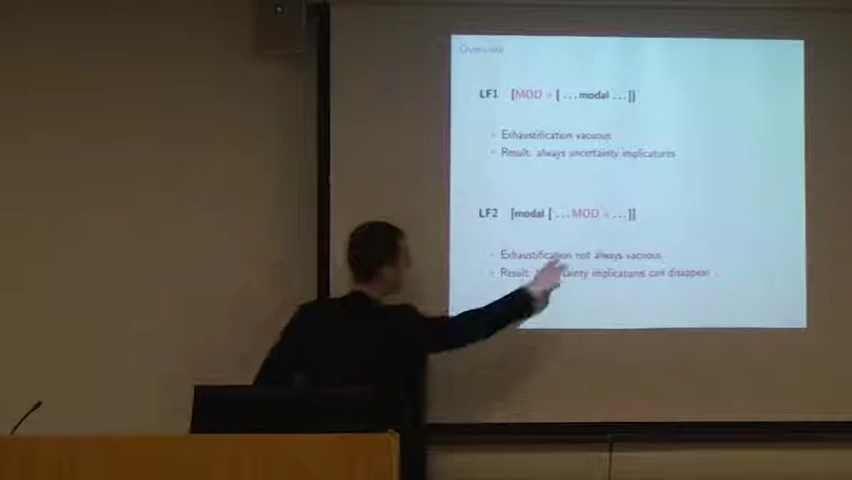 Overview
LF1 [MOD > [ ...modal ...]]
Exhaustification vacuous
Result: always uncertainty implicatures
LF2 [modal [ ...MOD > ...]]
Exhaustification not always vacuous
Result: implicatures can disappear